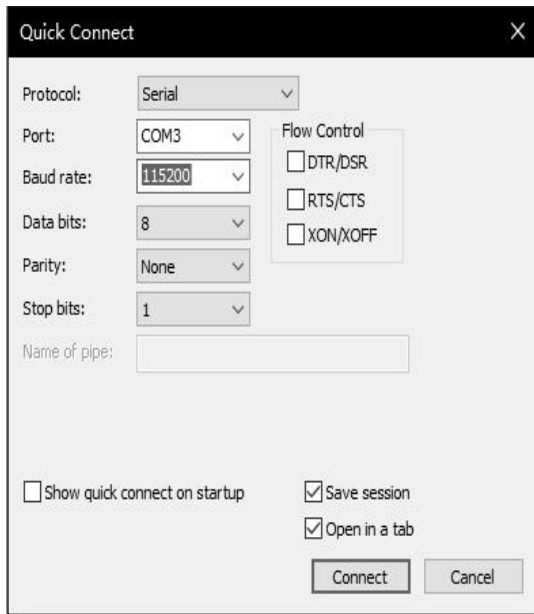 Quick Connect
Protocol: Serial
Port: COM3
Flow Control
Baud rate: 115200
DTR/DSR
RTS/CTS
Data bits: 8
XON/XOFF
Parity: None
Stop bits: 1
Name of pipe:
Show quick connect on startup
Save session
Open in a tab
Connect
Cancel